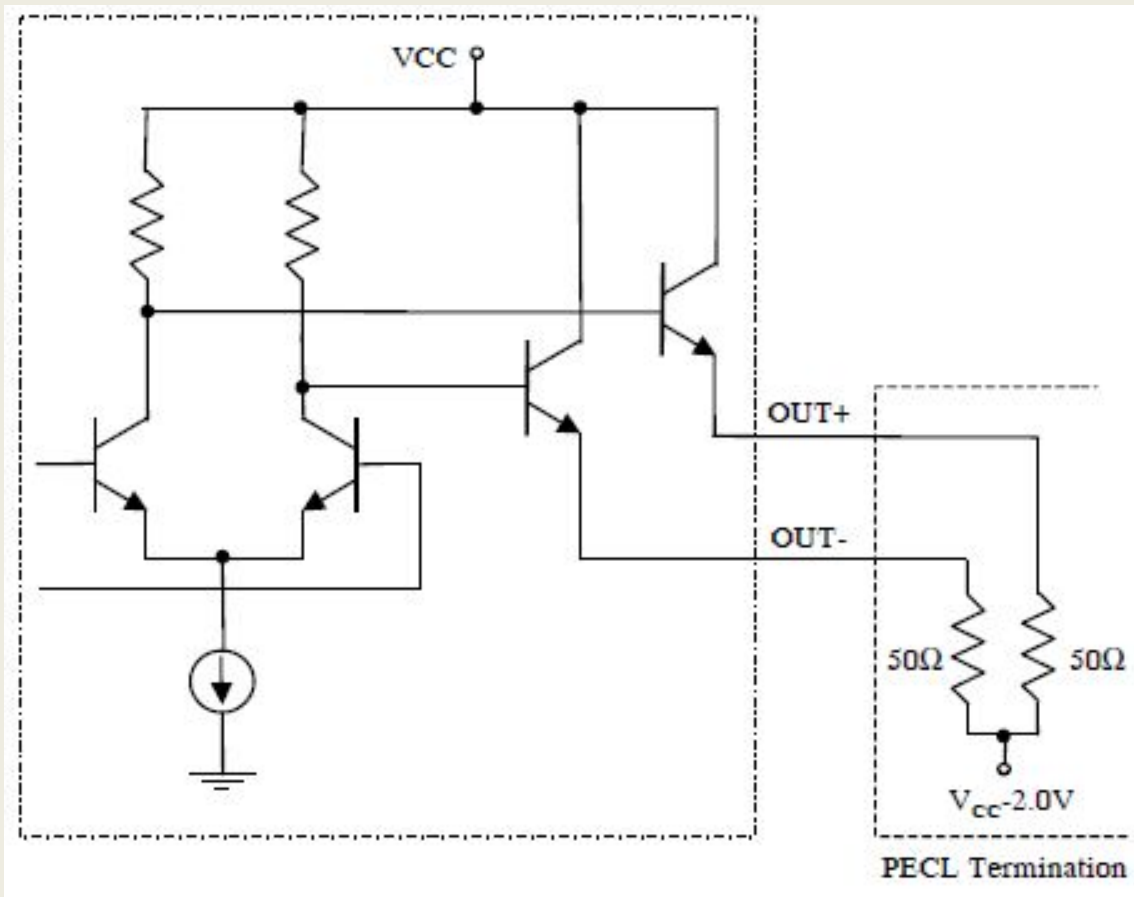 VCC
OUT+
OUT-
50Ω
50Ω
VCC-2.0V
PECL Termination